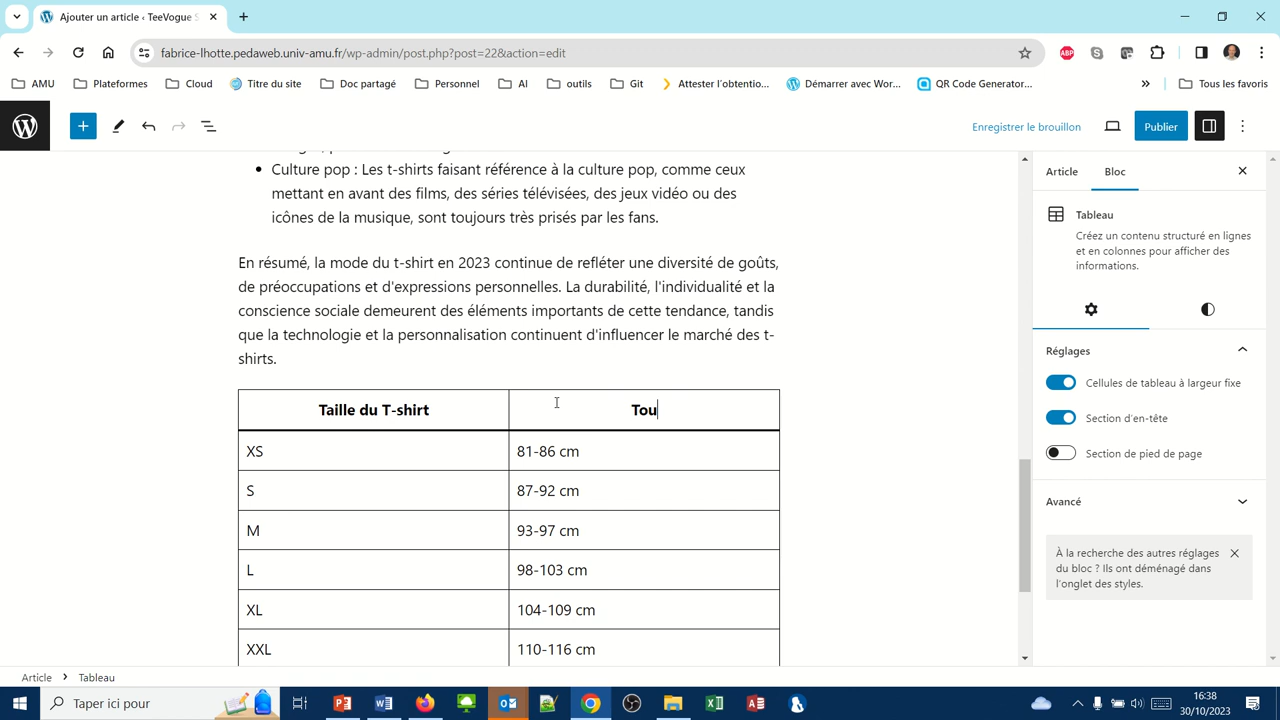 Ajouter un article ‹ TeeVogue S
fabrice-lhotte.pedaweb.univ-amu.fr/wp-admin/post.php?post=22&action=edit
ABP
AMU Plateformes Cloud Titre du site Doc partagé Personnel AI outils Git Attester l'obtentio... Démarrer avec Wor... QR Code Generator... » Tous les favoris
Enregistrer le brouillon Publier
Culture pop : Les t-shirts faisant référence à la culture pop, comme ceux
mettant en avant des films, des séries télévisées, des jeux vidéo ou des
icônes de la musique, sont toujours très prisés par les fans.
En résumé, la mode du t-shirt en 2023 continue de refléter une diversité de goûts,
de préoccupations et d'expressions personnelles. La durabilité, l'individualité et la
conscience sociale demeurent des éléments importants de cette tendance, tandis
que la technologie et la personnalisation continuent d'influencer le marché des t-
shirts.
Taille du T-shirt Tou
XS 81-86 cm
S 87-92 cm
M 93-97 cm
L 98-103 cm
XL 104-109 cm
XXL 110-116 cm
Article Bloc
Tableau
Créez un contenu structuré en lignes
et en colonnes pour afficher des
informations.
Réglages
Cellules de tableau à largeur fixe
Section d'en-tête
Section de pied de page
Avancé
À la recherche des autres réglages
du bloc ? Ils ont déménagé dans
l'onglet des styles.
Article > Tableau
Taper ici pour
16:38
30/10/2023